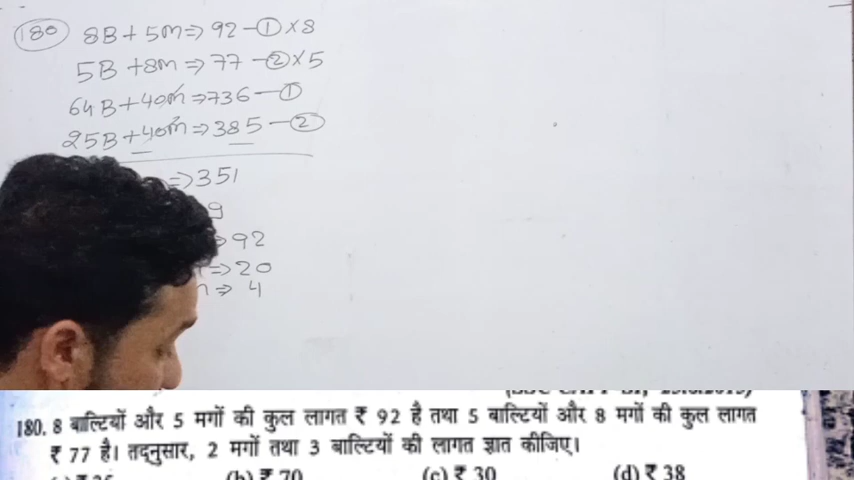 180 8B + 5m => 92 - ① × 8
5B + 8m => 77 - ② × 5
64B + 40m => 736 - ①
25B + 40m => 385 - ②
=> 351
9
=> 92
=> 20
m => 4
180. 8 बाल्टियों और 5 मगों की कुल लागत ₹ 92 है तथा 5 बाल्टियों और 8 मगों की कुल लागत
₹ 77 है। तद्नुसार, 2 मगों तथा 3 बाल्टियों की लागत ज्ञात कीजिए।
(b) ₹ 70 (c) ₹ 30 (d) ₹ 38